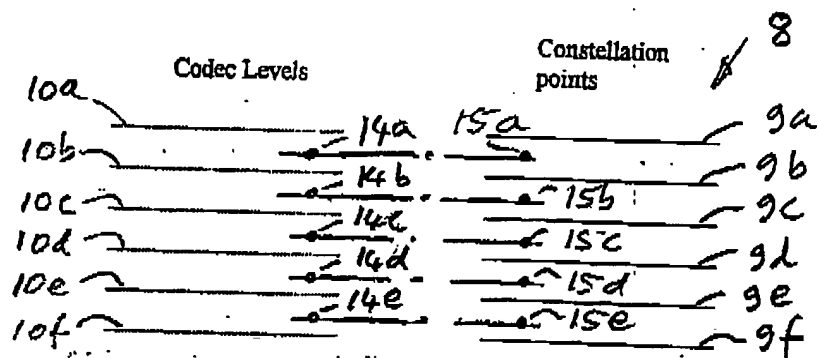 8
Codec Levels
Constellation
points
10a
14a
15a
9a
10b
14b
15b
9b
10c
14c
15c
9c
10d
14d
15d
9d
10e
14e
15e
9e
10f
9f